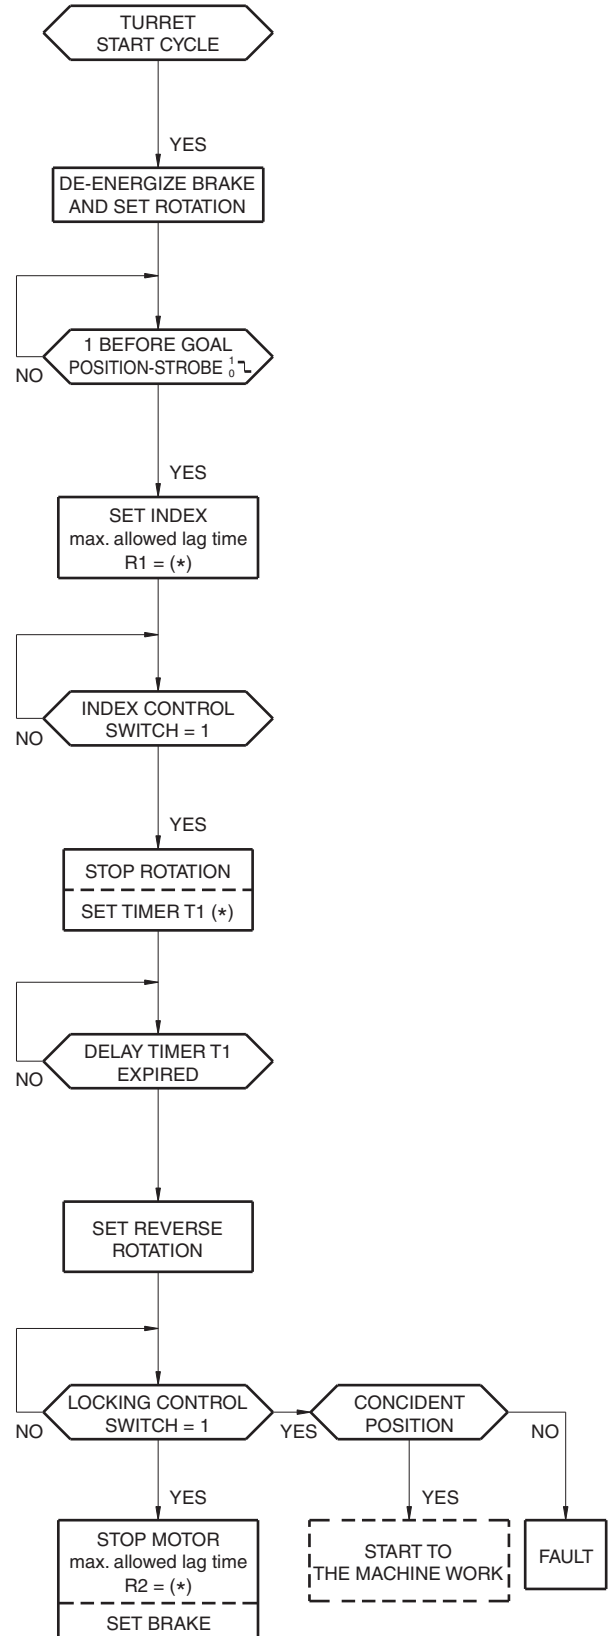 TURRET
START CYCLE
YES
DE-ENERGIZE BRAKE
AND SET ROTATION
1 BEFORE GOAL
POSITION-STROBE 1 0
NO
YES
SET INDEX
max. allowed lag time
R1 = (*)
INDEX CONTROL
SWITCH = 1
NO
YES
STOP ROTATION
SET TIMER T1 (*)
DELAY TIMER T1
EXPIRED
NO
SET REVERSE
ROTATION
LOCKING CONTROL
SWITCH = 1
NO
YES
CONCIDENT
POSITION
NO
YES
YES
STOP MOTOR
max. allowed lag time
R2 = (*)
SET BRAKE
START TO
THE MACHINE WORK
FAULT